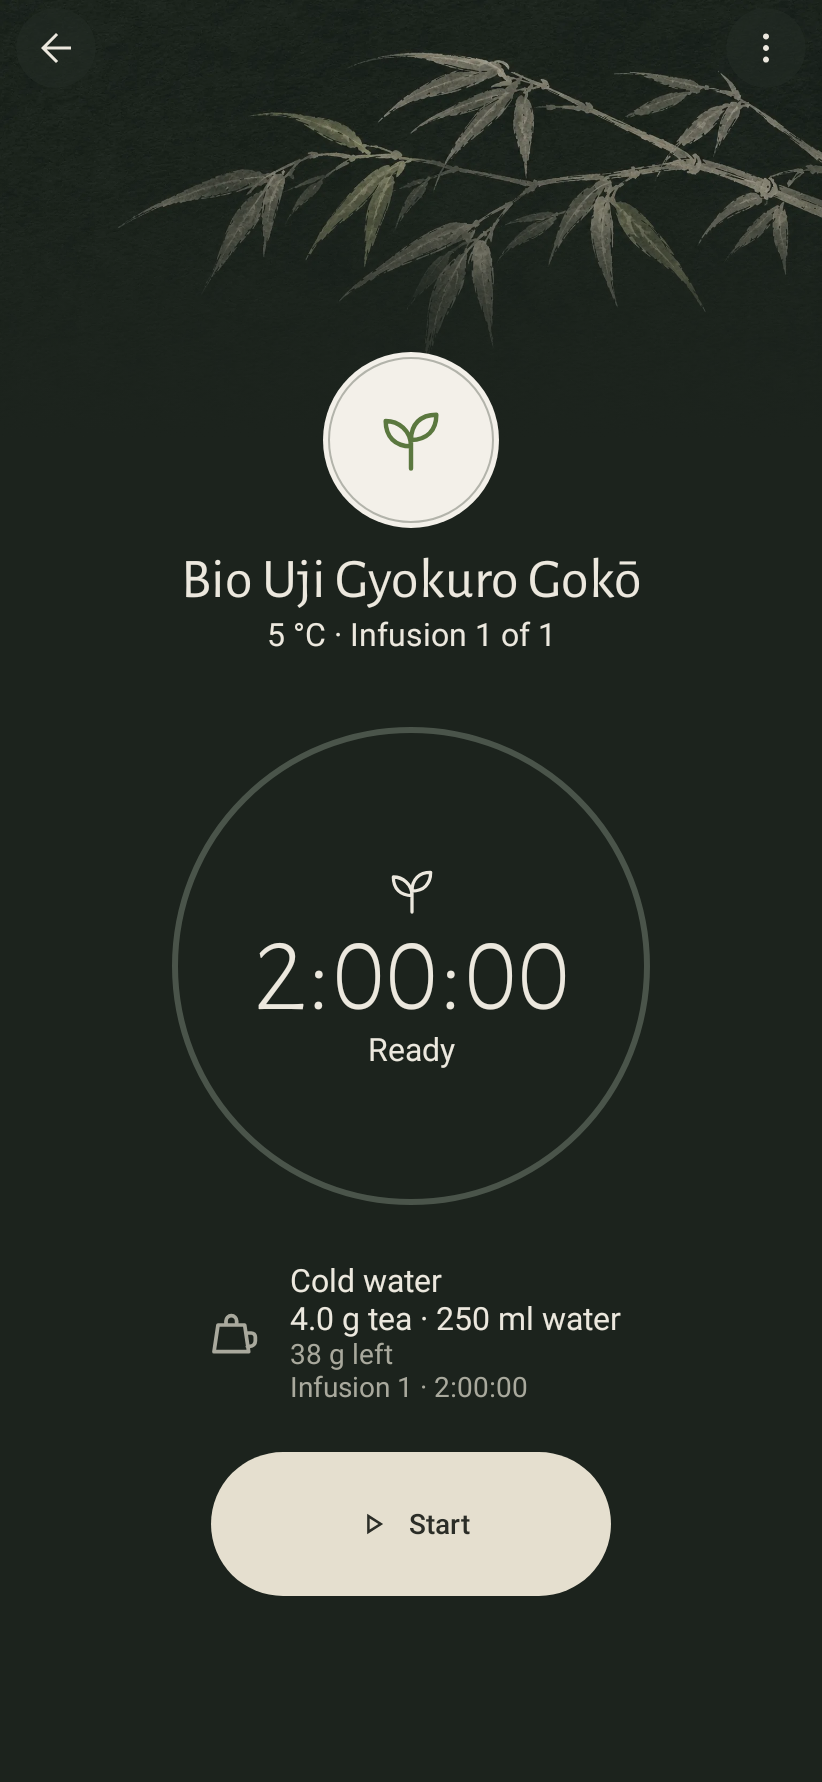 Bio Uji Gyokuro Gokō
5 °C · Infusion 1 of 1
2:00:00
Ready
Cold water
4.0 g tea · 250 ml water
38 g left
Infusion 1 · 2:00:00
Start